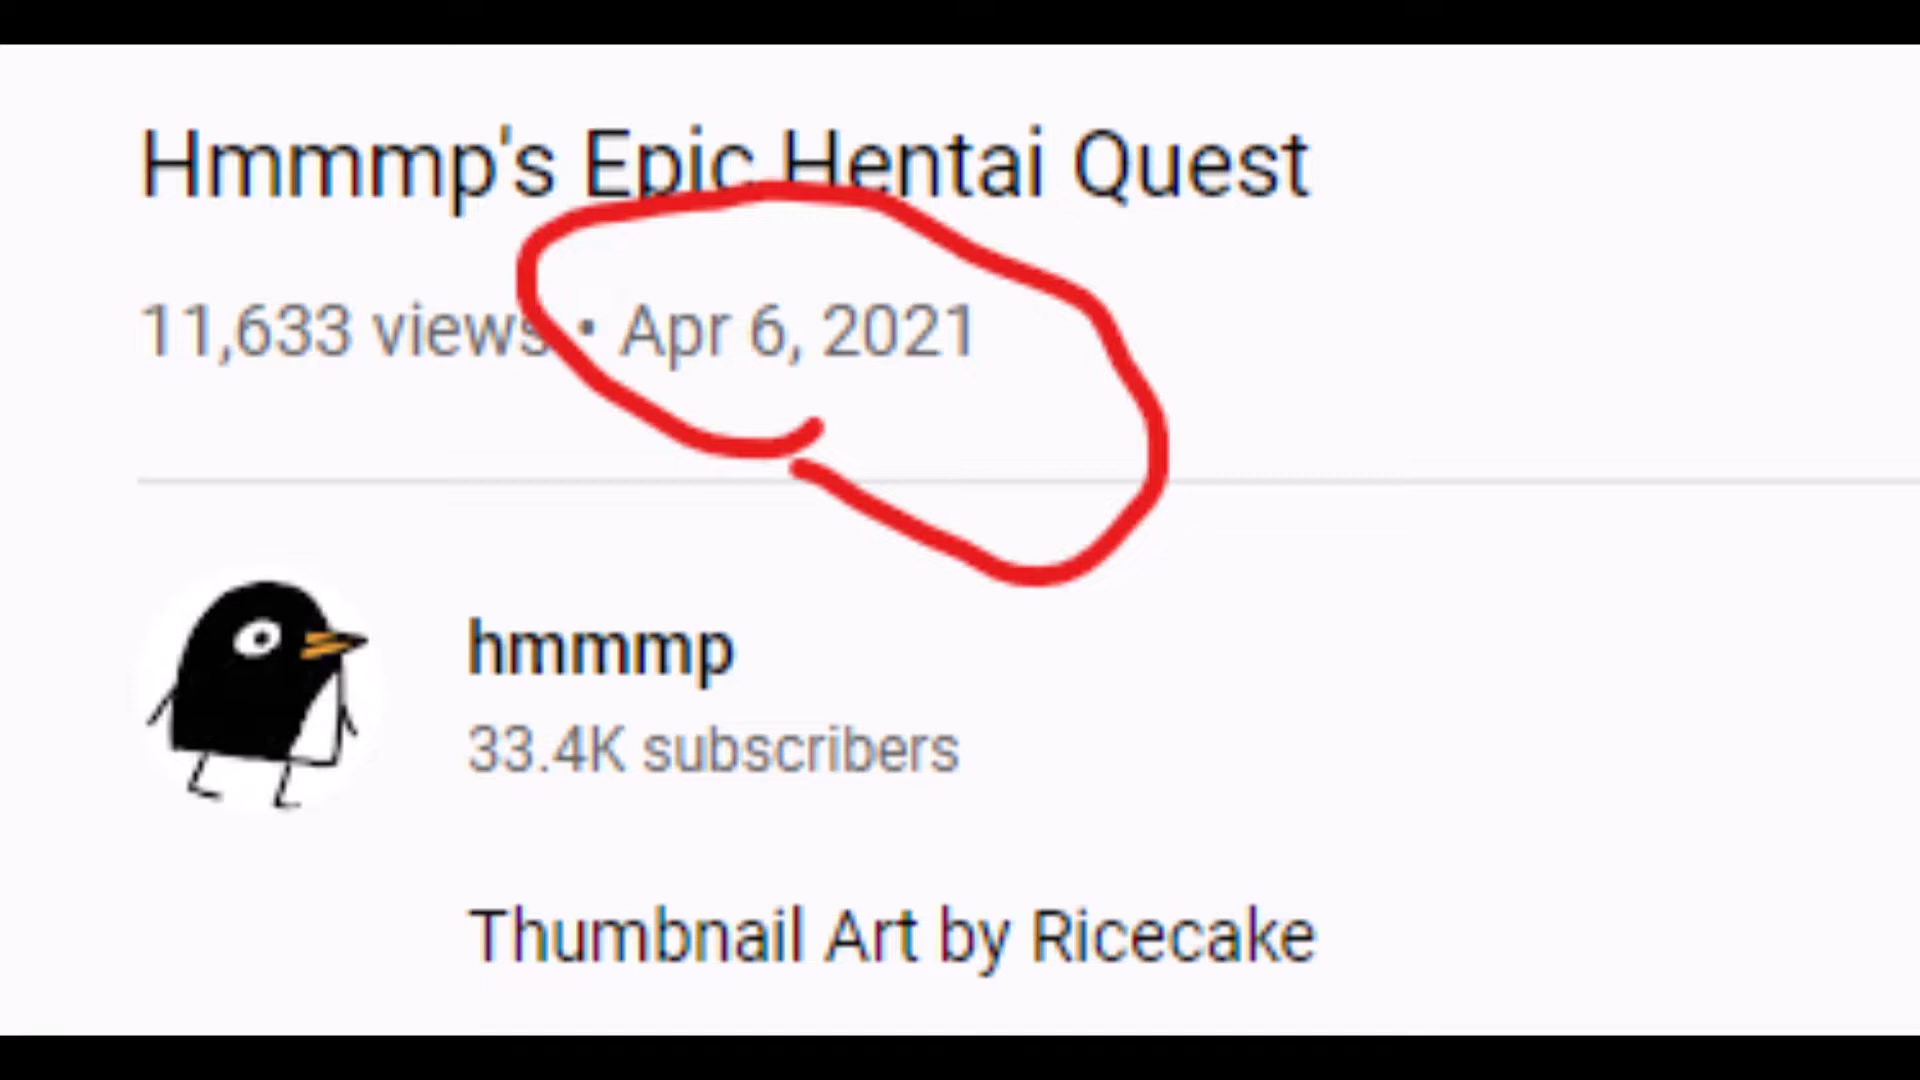 Hmmmp's Epic Hentai Quest
11,633 views • Apr 6, 2021
hmmmp
33.4K subscribers
Thumbnail Art by Ricecake